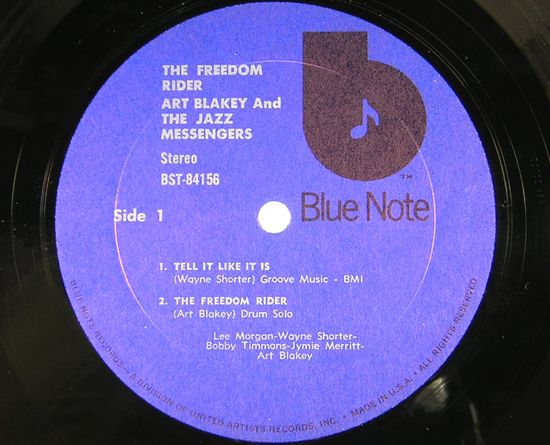 THE FREEDOM
RIDER
ART BLAKEY And
THE JAZZ
MESSENGERS
Stereo
BST-84156
Side 1
TM
Blue Note
1. TELL IT LIKE IT IS
(Wayne Shorter) Groove Music - BMI
2. THE FREEDOM RIDER
(Art Blakey) Drum Solo
Lee Morgan-Wayne Shorter-
Bobby Timmons-Jymie Merritt-
Art Blakey
BLUE NOTE RECORDS-A DIVISION OF UNITED ARTISTS RECORDS, INC. • MADE IN U.S.A. • ALL RIGHTS RESERVED